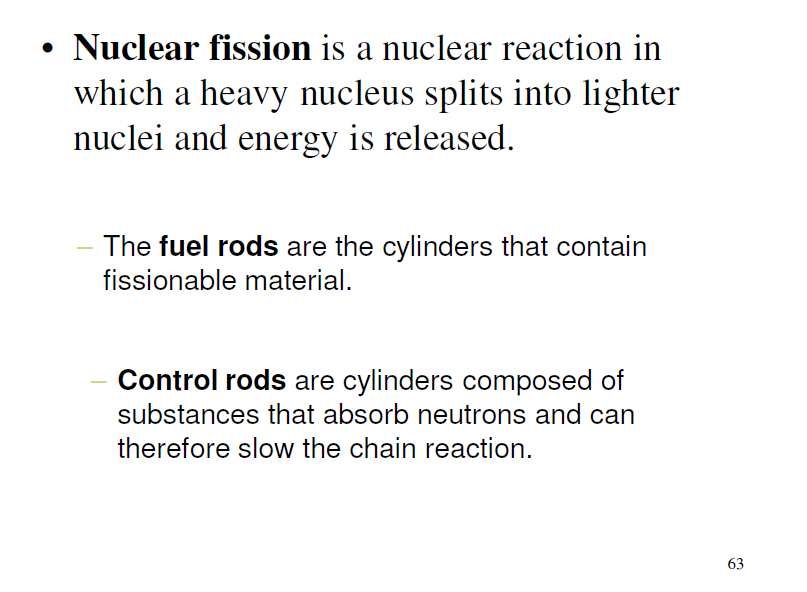 • Nuclear fission is a nuclear reaction in
which a heavy nucleus splits into lighter
nuclei and energy is released.
– The fuel rods are the cylinders that contain
fissionable material.
– Control rods are cylinders composed of
substances that absorb neutrons and can
therefore slow the chain reaction.
63